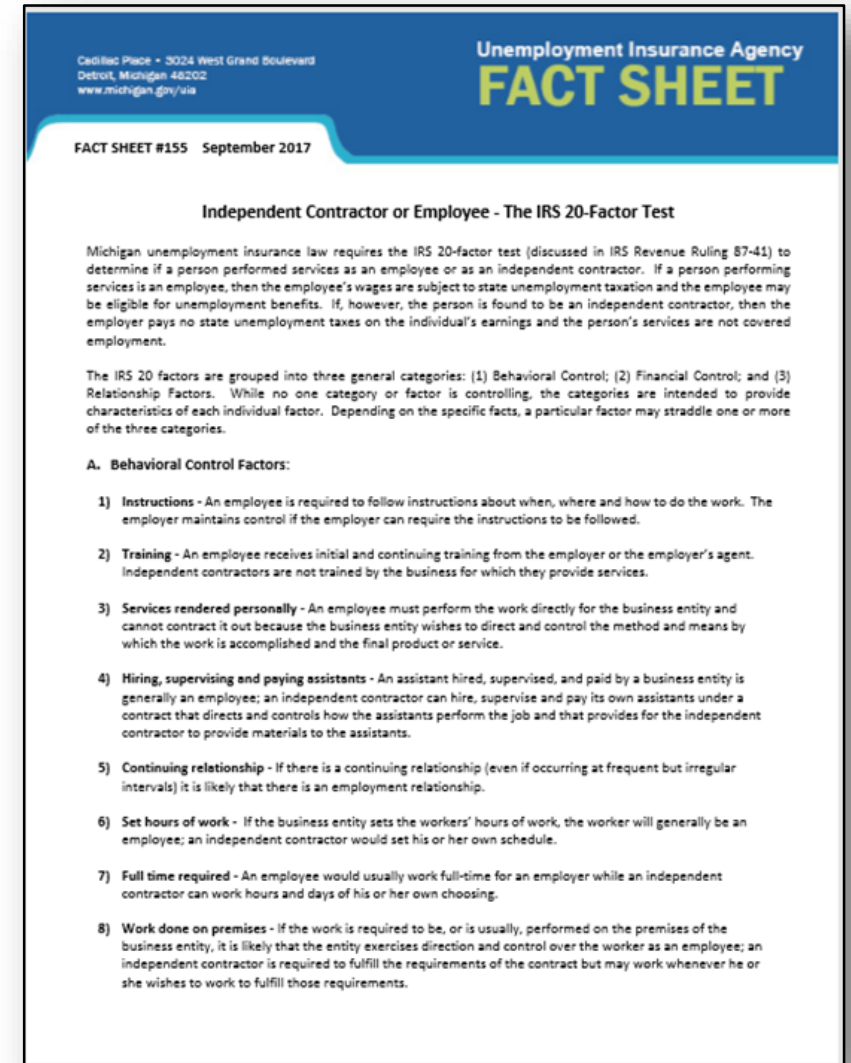 Cadillac Place • 3024 West Grand Boulevard
Detroit, Michigan 48202
www.michigan.gov/uia
Unemployment Insurance Agency
FACT SHEET
FACT SHEET #155 September 2017
Independent Contractor or Employee - The IRS 20-Factor Test
Michigan unemployment insurance law requires the IRS 20-factor test (discussed in IRS Revenue Ruling 87-41) to
determine if a person performed services as an employee or as an independent contractor. If a person performing
services is an employee, then the employee's wages are subject to state unemployment taxation and the employee may
be eligible for unemployment benefits. If, however, the person is found to be an independent contractor, then the
employer pays no state unemployment taxes on the individual's earnings and the person's services are not covered
employment.
The IRS 20 factors are grouped into three general categories: (1) Behavioral Control; (2) Financial Control; and (3)
Relationship Factors. While no one category or factor is controlling, the categories are intended to provide
characteristics of each individual factor. Depending on the specific facts, a particular factor may straddle one or more
of the three categories.
A. Behavioral Control Factors:
1) Instructions - An employee is required to follow instructions about when, where and how to do the work. The
employer maintains control if the employer can require the instructions to be followed.
2) Training - An employee receives initial and continuing training from the employer or the employer's agent.
Independent contractors are not trained by the business for which they provide services.
3) Services rendered personally - An employee must perform the work directly for the business entity and
cannot contract it out because the business entity wishes to direct and control the method and means by
which the work is accomplished and the final product or service.
4) Hiring, supervising and paying assistants - An assistant hired, supervised, and paid by a business entity is
generally an employee; an independent contractor can hire, supervise and pay its own assistants under a
contract that directs and controls how the assistants perform the job and that provides for the independent
contractor to provide materials to the assistants.
5) Continuing relationship - If there is a continuing relationship (even if occurring at frequent but irregular
intervals) it is likely that there is an employment relationship.
6) Set hours of work - If the business entity sets the workers' hours of work, the worker will generally be an
employee; an independent contractor would set his or her own schedule.
7) Full time required - An employee would usually work full-time for an employer while an independent
contractor can work hours and days of his or her own choosing.
8) Work done on premises - If the work is required to be, or is usually, performed on the premises of the
business entity, it is likely that the entity exercises direction and control over the worker as an employee; an
independent contractor is required to fulfill the requirements of the contract but may work whenever he or
she wishes to work to fulfill those requirements.